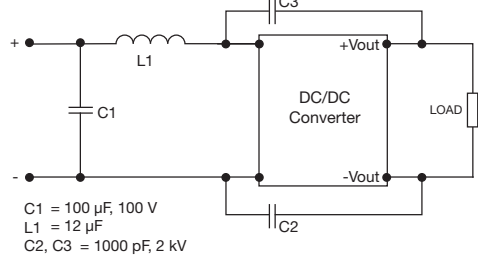 C3
+
+Vout
L1
DC/DC
Converter
C1
LOAD
-
-Vout
C1 = 100 µF, 100 V
L1 = 12 µF
C2, C3 = 1000 pF, 2 kV
C2